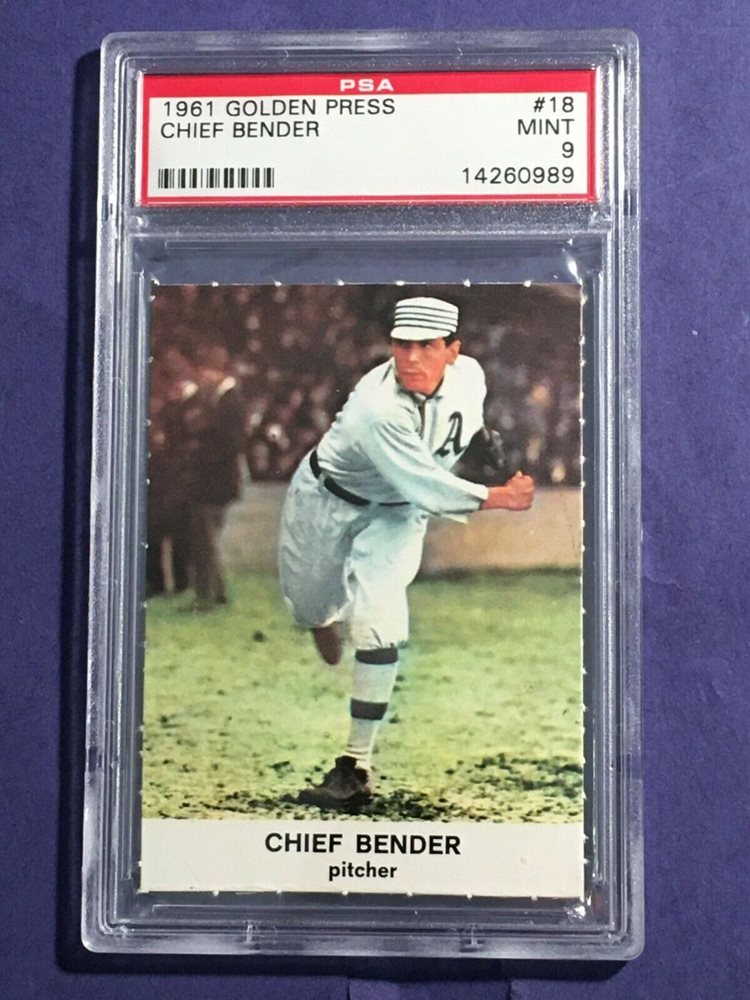 PSA
1961 GOLDEN PRESS #18
CHIEF BENDER MINT
9
14260989
A
CHIEF BENDER
pitcher